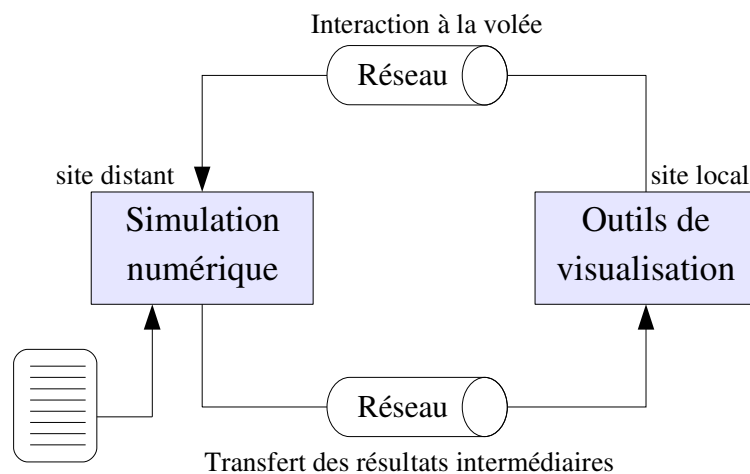 Interaction à la volée
Réseau
site distant
site local
Simulation
numérique
Outils de
visualisation
Réseau
Transfert des résultats intermédiaires